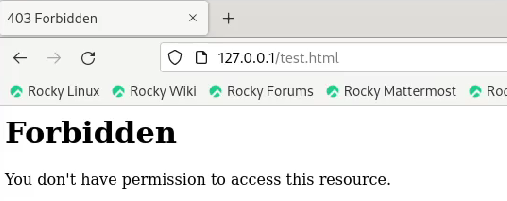 403 Forbidden
127.0.0.1/test.html
Rocky Linux Rocky Wiki Rocky Forums Rocky Mattermost Roc
Forbidden
You don't have permission to access this resource.